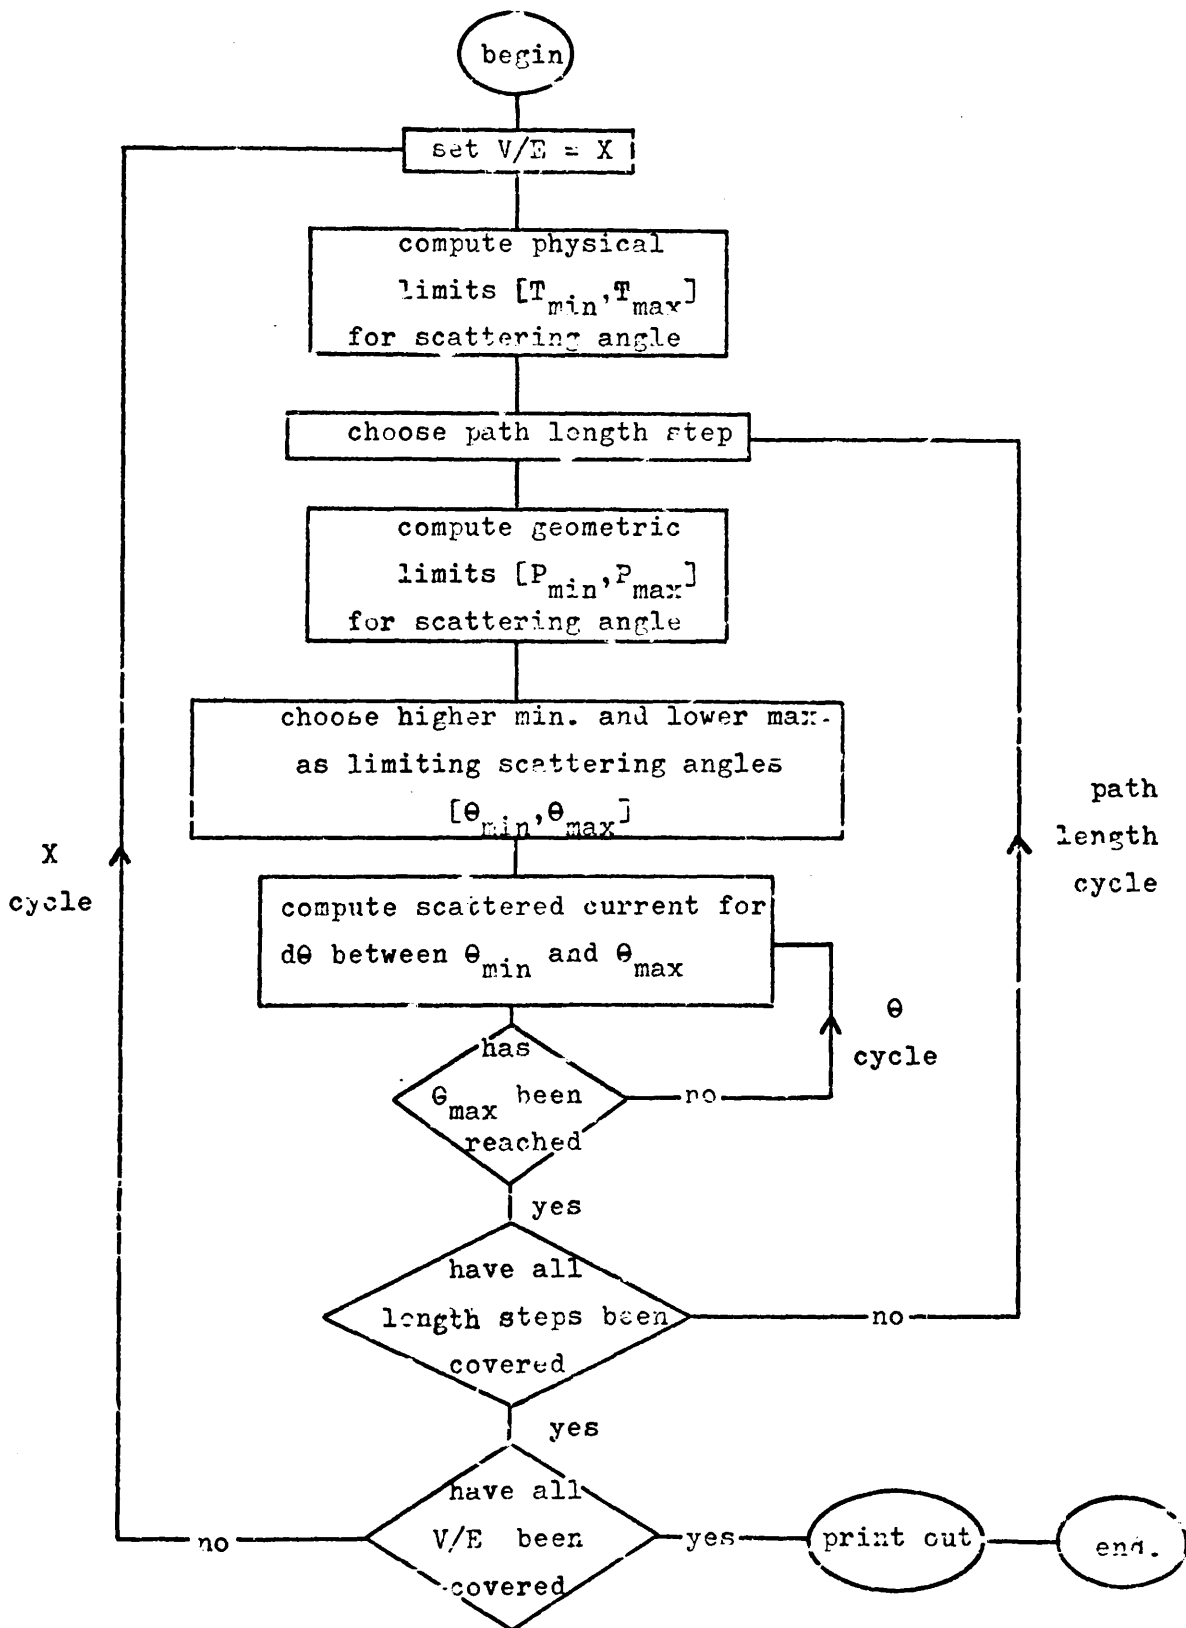 begin
set V/E = X
compute physical
limits [T_min,T_max]
for scattering angle
choose path length step
compute geometric
limits [P_min,P_max]
for scattering angle
choose higher min. and lower max.
as limiting scattering angles
[θ_min,θ_max]
path
length
cycle
X
cycle
compute scattered current for
dθ between θ_min and θ_max
θ
cycle
has
θ_max been
reached
no
yes
have all
length steps been
covered
no
yes
have all
V/E been
covered
no
yes
print out
end.